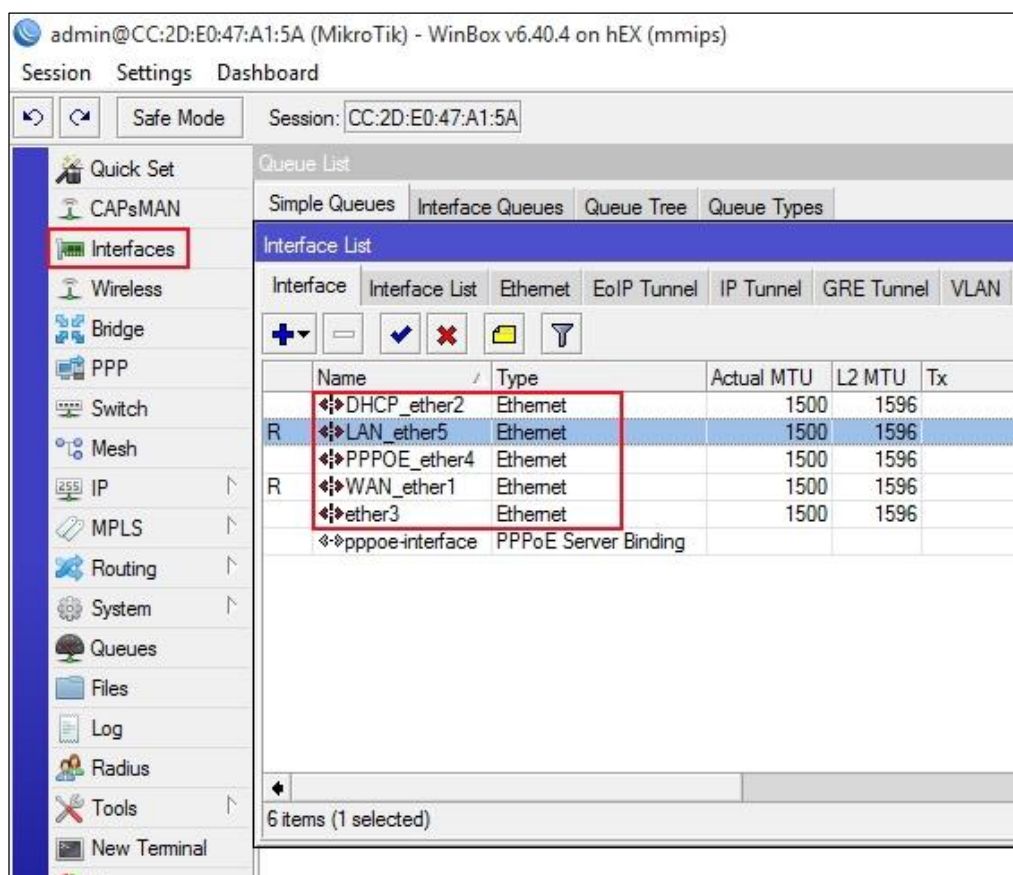 admin@CC:2D:E0:47:A1:5A (MikroTik) - WinBox v6.40.4 on hEX (mmips)
Session Settings Dashboard
Safe Mode Session: CC:2D:E0:47:A1:5A
Quick Set
CAPsMAN
Interfaces
Wireless
Bridge
PPP
Switch
Mesh
255 IP
MPLS
Routing
System
Queues
Files
Log
Radius
Tools
New Terminal
Queue List
Simple Queues Interface Queues Queue Tree Queue Types
Interface List
Interface Interface List Ethernet EoIP Tunnel IP Tunnel GRE Tunnel VLAN
Name Type Actual MTU L2 MTU Tx
DHCP_ether2 Ethernet 1500 1596
R LAN_ether5 Ethernet 1500 1596
PPPOE_ether4 Ethernet 1500 1596
R WAN_ether1 Ethernet 1500 1596
ether3 Ethernet 1500 1596
pppoe-interface PPPoE Server Binding
6 items (1 selected)